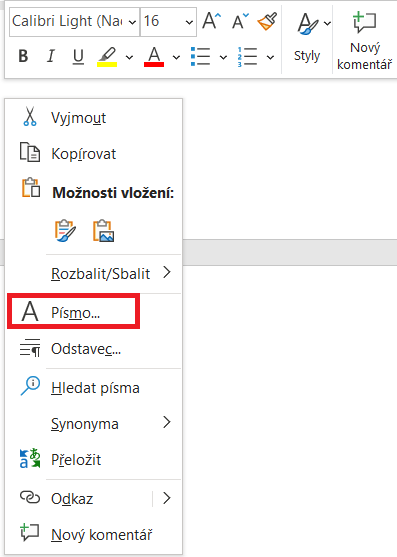 Calibri Light (Nac
16
A A
B I A
Styly
Nový
komentář
Vyjmout
Kopírovat
Možnosti vložení:
Rozbalit/Sbalit
Písmo...
Odstavec...
Hledat písma
Synonyma
Přeložit
Odkaz
Nový komentář